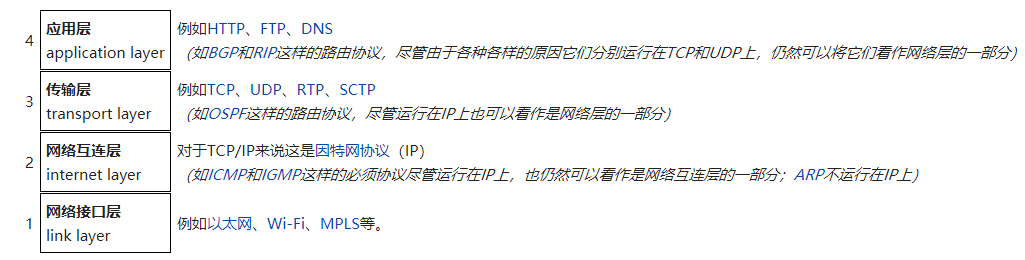 4
应用层
application layer
例如HTTP、FTP、DNS
（如BGP和RIP这样的路由协议，尽管由于各种各样的原因它们分别运行在TCP和UDP上，仍然可以将它们看作网络层的一部分）
3
传输层
transport layer
例如TCP、UDP、RTP、SCTP
（如OSPF这样的路由协议，尽管运行在IP上也可以看作是网络层的一部分）
2
网络互连层
internet layer
对于TCP/IP来说这是因特网协议（IP）
（如ICMP和IGMP这样的必须协议尽管运行在IP上，也仍然可以看作是网络互连层的一部分；ARP不运行在IP上）
1
网络接口层
link layer
例如以太网、Wi-Fi、MPLS等。